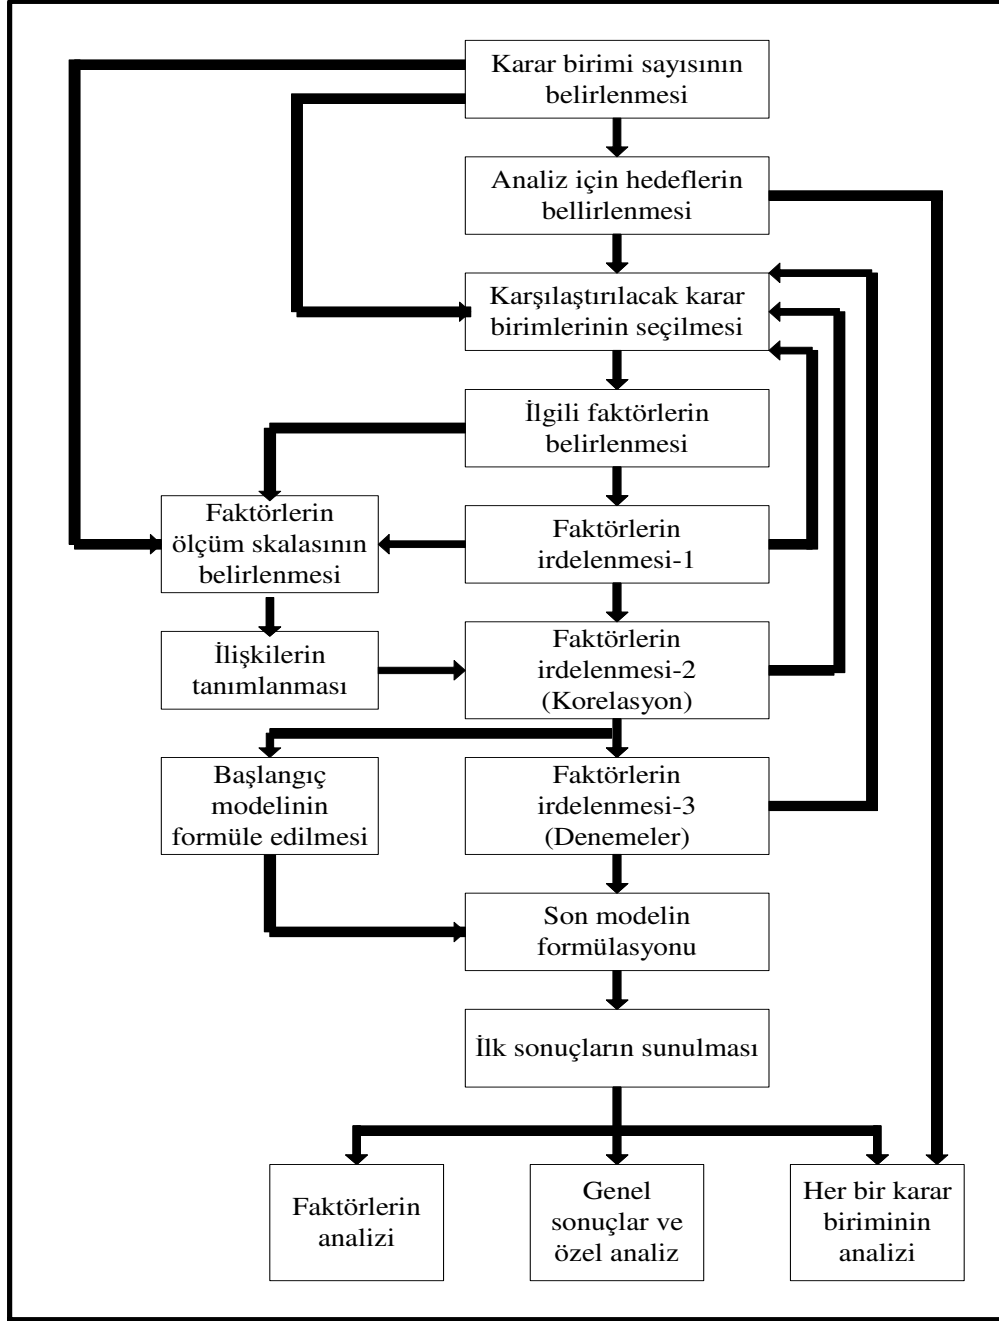 Karar birimi sayısının
belirlenmesi
Analiz için hedeflerin
bellirlenmesi
Karşılaştırılacak karar
birimlerinin seçilmesi
İlgili faktörlerin
belirlenmesi
Faktörlerin
ölçüm skalasının
belirlenmesi
Faktörlerin
irdelenmesi-1
İlişkilerin
tanımlanması
Faktörlerin
irdelenmesi-2
(Korelasyon)
Başlangıç
modelinin
formüle edilmesi
Faktörlerin
irdelenmesi-3
(Denemeler)
Son modelin
formülasyonu
İlk sonuçların sunulması
Faktörlerin
analizi
Genel
sonuçlar ve
özel analiz
Her bir karar
biriminin
analizi